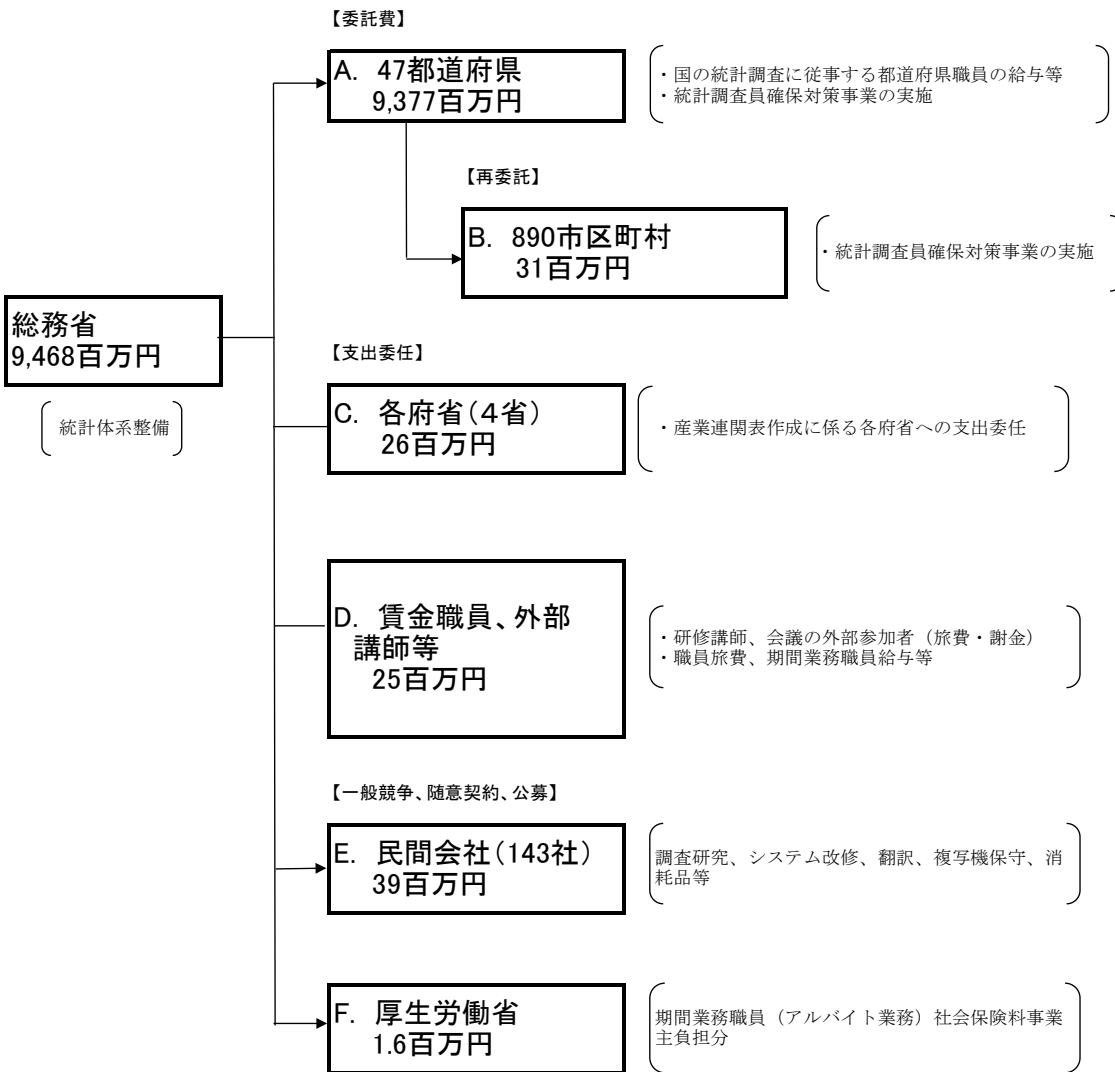 【委託費】
A. 47都道府県
9,377百万円
・国の統計調査に従事する都道府県職員の給与等
・統計調査員確保対策事業の実施
【再委託】
B. 890市区町村
31百万円
・統計調査員確保対策事業の実施
総務省
9,468百万円
統計体系整備
【支出委任】
C. 各府省(4省)
26百万円
・産業連関表作成に係る各府省への支出委任
D. 賃金職員、外部
講師等
25百万円
・研修講師、会議の外部参加者(旅費・謝金)
・職員旅費、期間業務職員給与等
【一般競争、随意契約、公募】
E. 民間会社(143社)
39百万円
調査研究、システム改修、翻訳、複写機保守、消
耗品等
F. 厚生労働省
1.6百万円
期間業務職員(アルバイト業務)社会保険料事業
主負担分